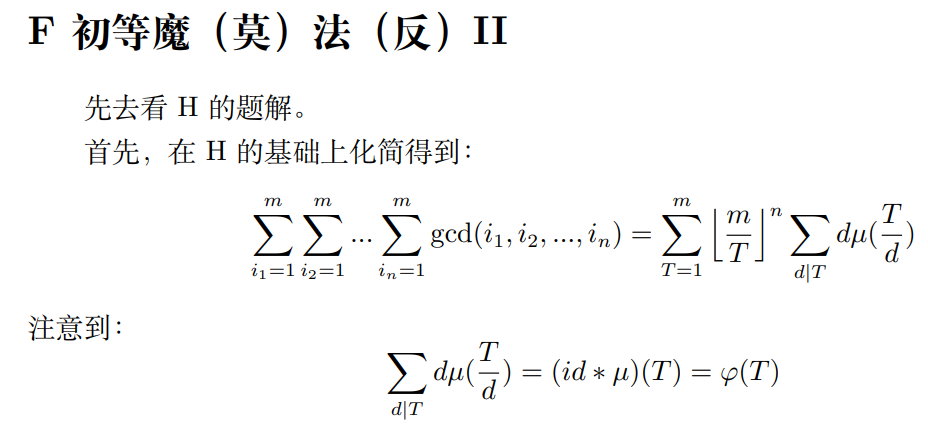 F 初等魔（莫）法（反）II
先去看 H 的题解。
首先，在 H 的基础上化简得到：
$$\sum_{i_1=1}^{m}\sum_{i_2=1}^{m}...\sum_{i_n=1}^{m}\gcd(i_1,i_2,...,i_n)=\sum_{T=1}^{m}\left\lfloor\frac{m}{T}\right\rfloor^n\sum_{d|T}d\mu(\frac{T}{d})$$
注意到：
$$\sum_{d|T}d\mu(\frac{T}{d})=(id*\mu)(T)=\varphi(T)$$